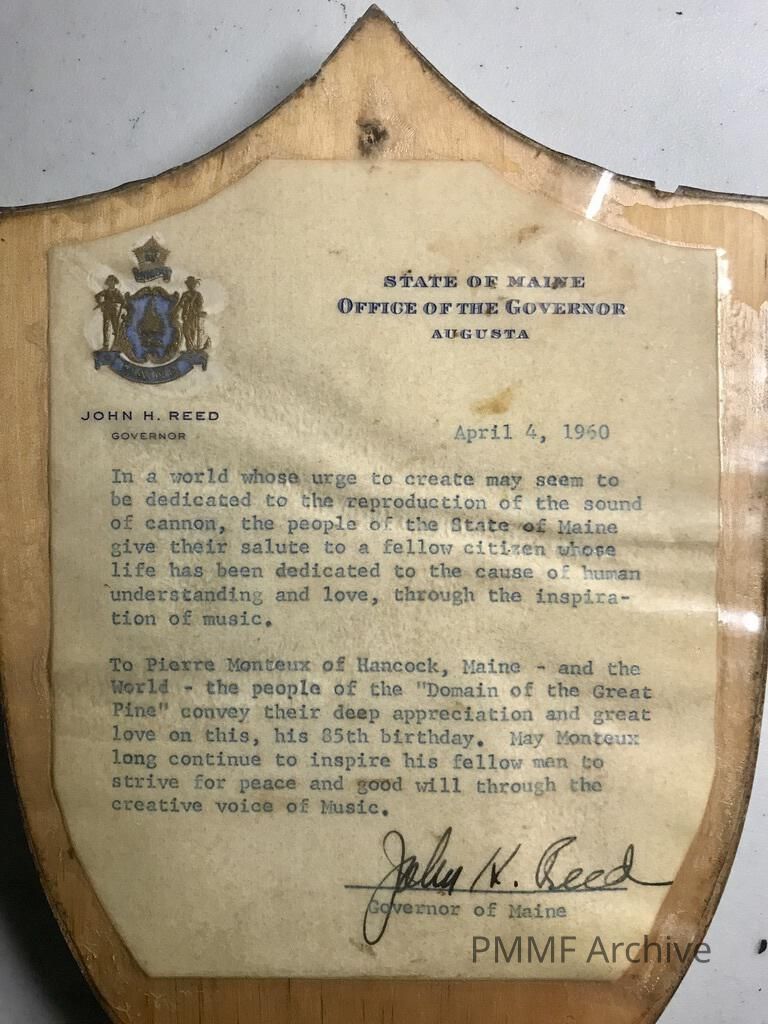 STATE OF MAINE
OFFICE OF THE GOVERNOR
AUGUSTA
JOHN H. REED
GOVERNOR
April 4, 1960
In a world whose urge to create may seem to
be dedicated to the reproduction of the sound
of cannon, the people of the State of Maine
give their salute to a fellow citizen whose
life has been dedicated to the cause of human
understanding and love, through the inspira-
tion of music.
To Pierre Monteux of Hancock, Maine - and the
World - the people of the "Domain of the Great
Pine" convey their deep appreciation and great
love on this, his 85th birthday. May Monteux
long continue to inspire his fellow man to
strive for peace and good will through the
creative voice of Music.
John H. Reed
Governor of Maine
PMMF Archive